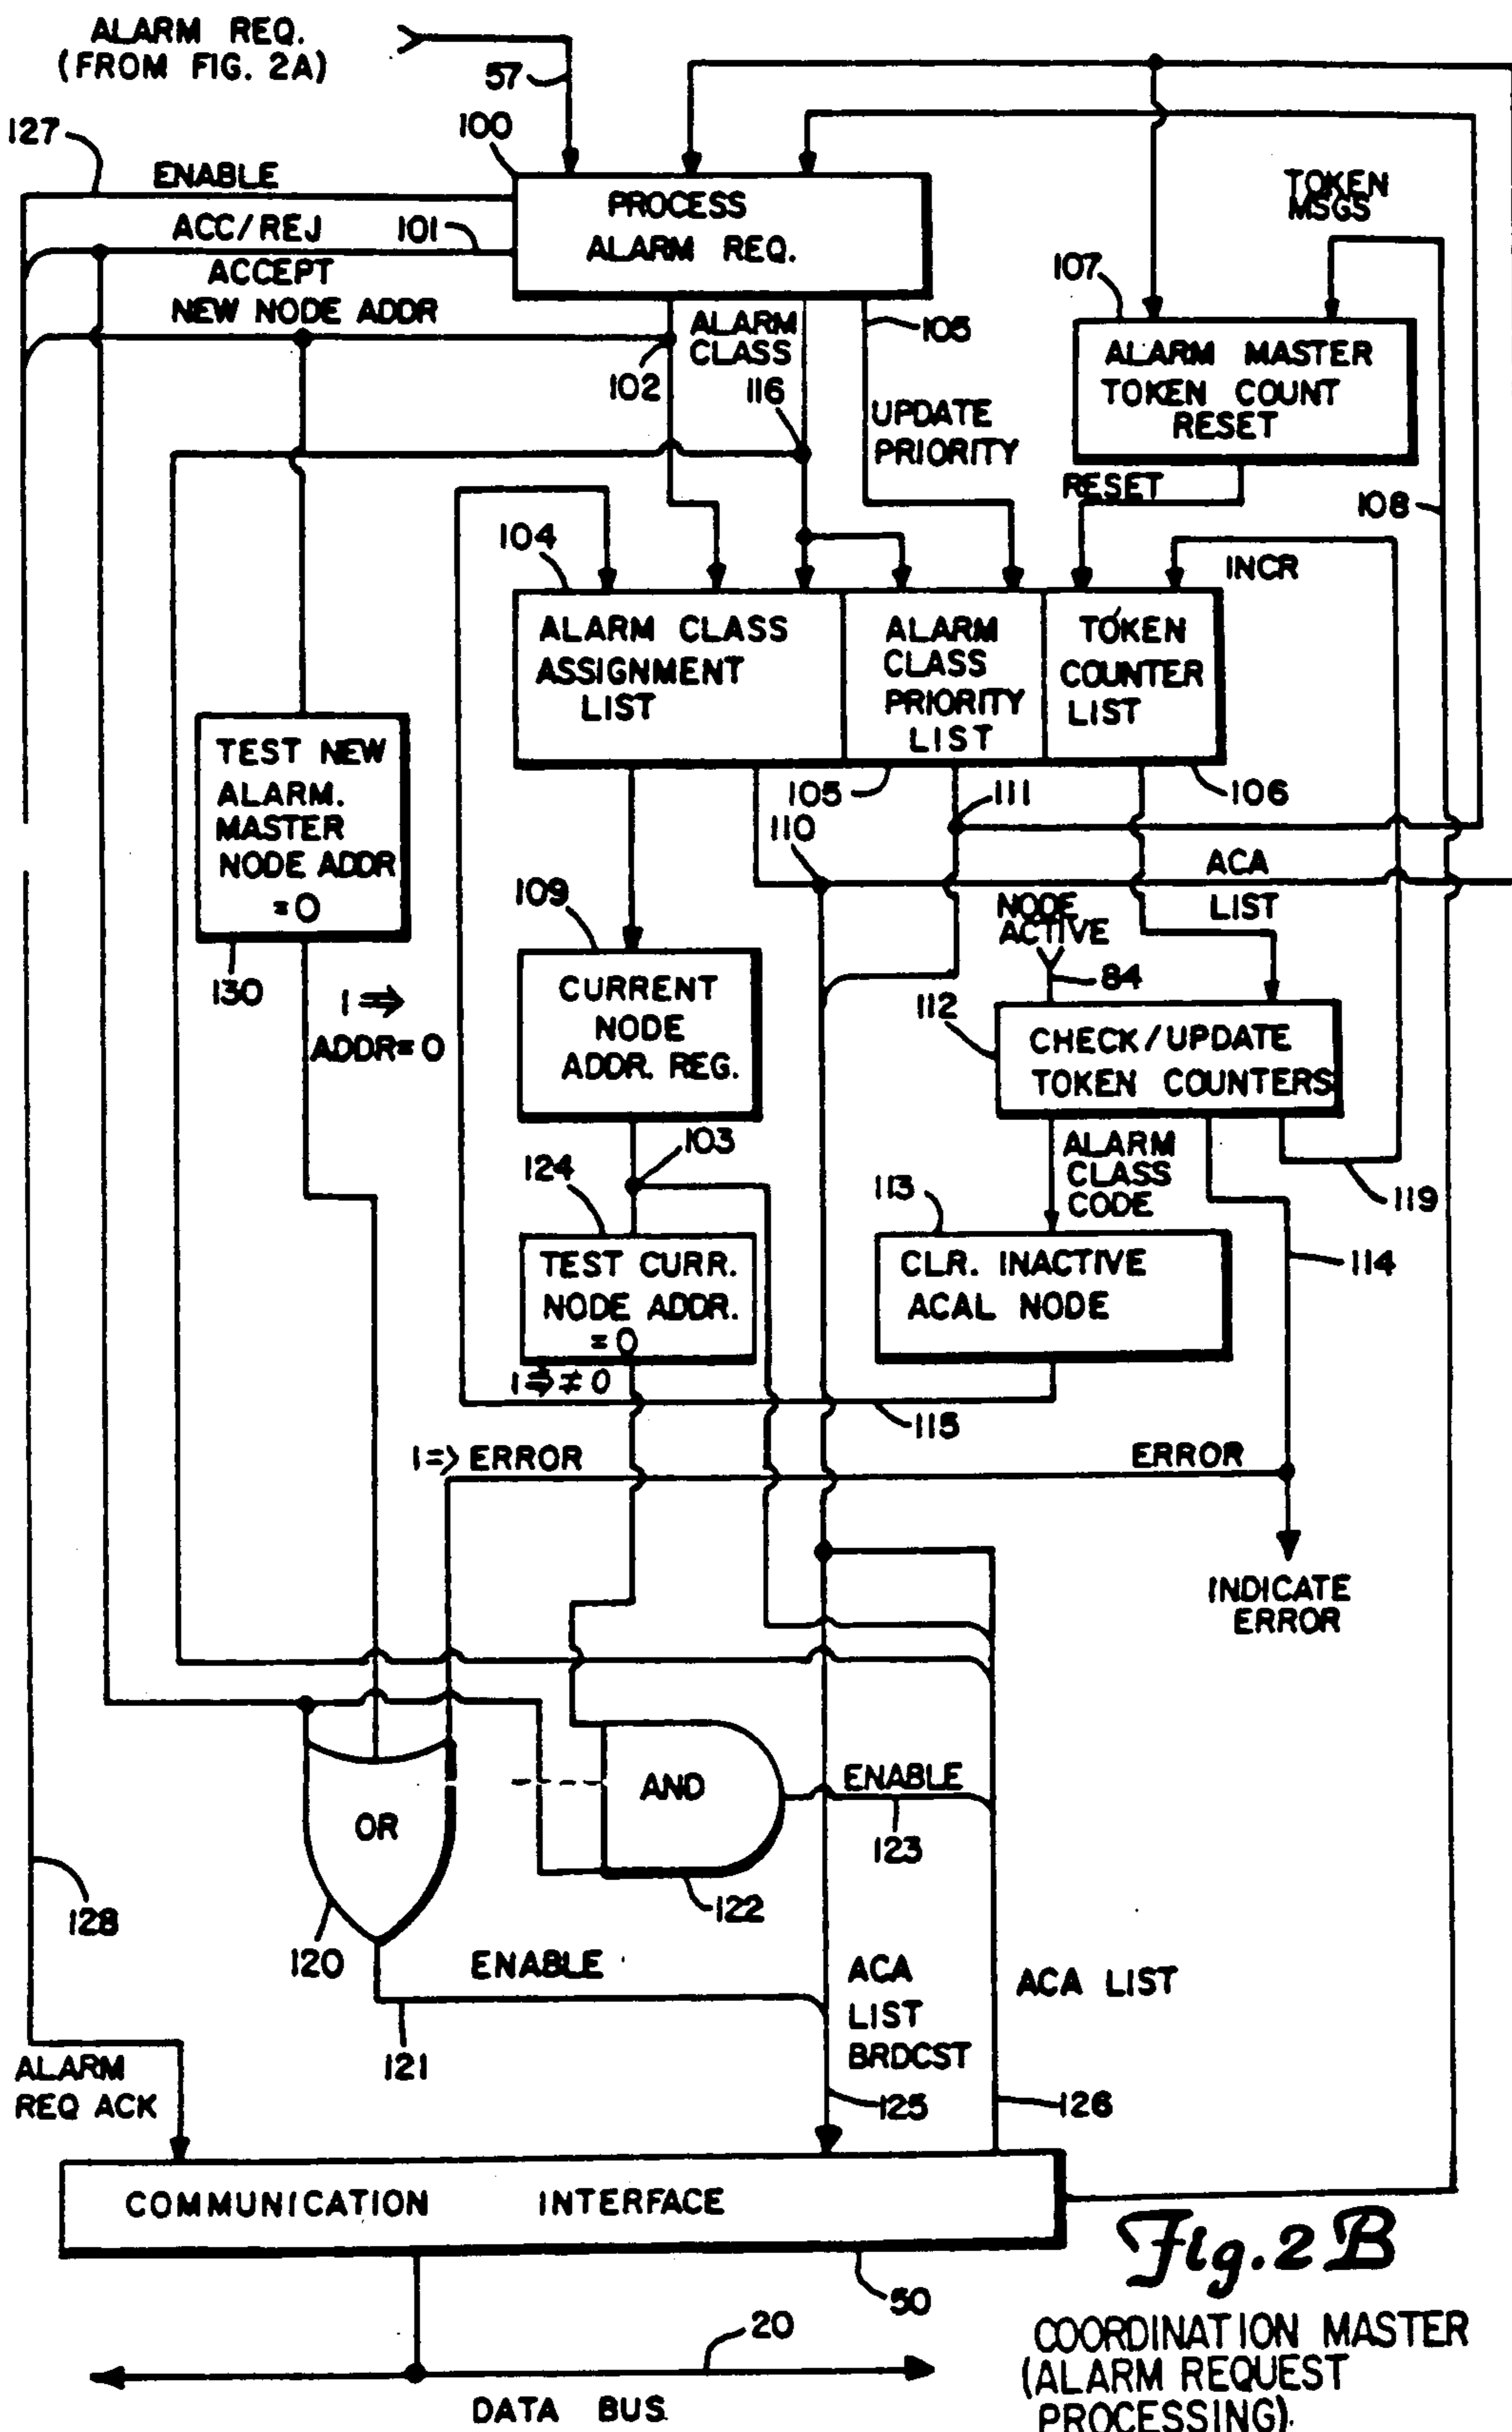 ALARM REQ.
(FROM FIG. 2A)
57
100
127
ENABLE
TOKEN
MSGS
PROCESS
ALARM REQ.
ACC/REJ
101
ACCEPT
NEW NODE ADDR
107
ALARM
CLASS
105
102
116
ALARM MASTER
TOKEN COUNT
RESET
UPDATE
PRIORITY
RESET
108
104
INCR
ALARM CLASS
ASSIGNMENT
LIST
ALARM
CLASS
PRIORITY
LIST
TOKEN
COUNTER
LIST
TEST NEW
ALARM.
MASTER
NODE ADDR
=0
105
111
106
110
ACA
LIST
109
NODE
ACTIVE
84
130
1 ⇒
ADDR=0
CURRENT
NODE
ADDR. REG.
112
CHECK/UPDATE
TOKEN COUNTERS
103
124
ALARM
CLASS
CODE
113
119
TEST CURR.
NODE ADDR.
=0
CLR. INACTIVE
ACAL NODE
114
1⇒≠0
115
1=> ERROR
ERROR
INDICATE
ERROR
AND
ENABLE
OR
123
122
128
120
ENABLE
ACA
LIST
BRDCST
ACA LIST
121
ALARM
REQ ACK
125
126
COMMUNICATION INTERFACE
50
20
DATA BUS
Fig. 2B
COORDINATION MASTER
(ALARM REQUEST
PROCESSING).